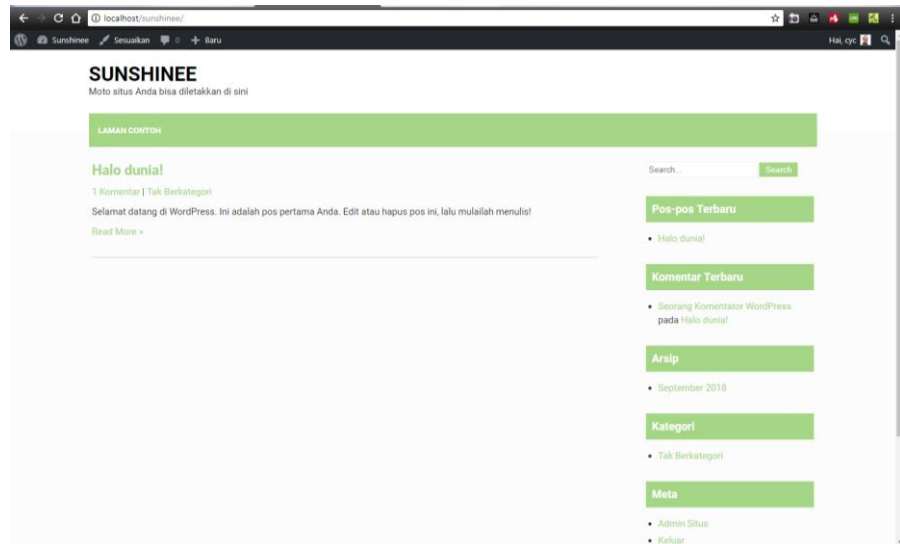 localhost/sunshinee/
Sunshinee Sesuaikan 0 + Baru
Hai, cyc
SUNSHINEE
Moto situs Anda bisa diletakkan di sini
LAMAN CONTOH
Halo dunia!
1 Komentar | Tak Berkategori
Selamat datang di WordPress. Ini adalah pos pertama Anda. Edit atau hapus pos ini, lalu mulailah menulis!
Read More »
Search... Search
Pos-pos Terbaru
Halo dunia!
Komentar Terbaru
Seorang Komentator WordPress
pada Halo dunia!
Arsip
September 2018
Kategori
Tak Berkategori
Meta
Admin Situs
Keluar